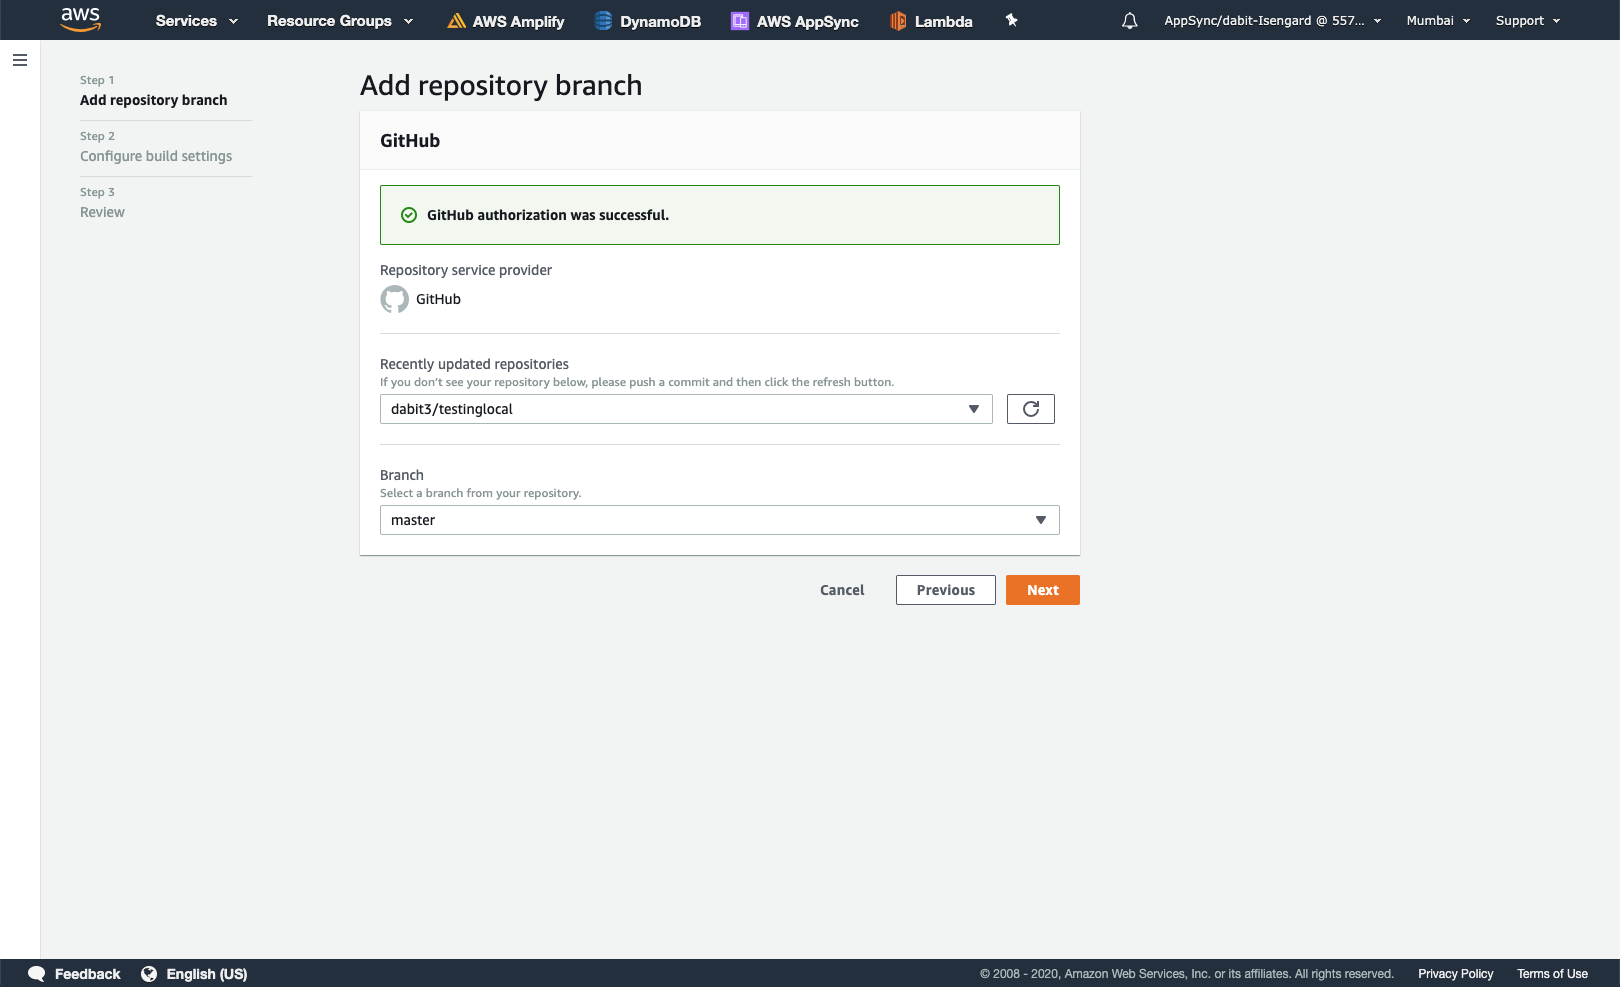 aws Services Resource Groups AWS Amplify DynamoDB AWS AppSync Lambda AppSync/dabit-Isengard @ 557... Mumbai Support
Step 1
Add repository branch
Step 2
Configure build settings
Step 3
Review
Add repository branch
GitHub
GitHub authorization was successful.
Repository service provider
GitHub
Recently updated repositories
If you don't see your repository below, please push a commit and then click the refresh button.
dabit3/testinglocal
Branch
Select a branch from your repository.
master
Cancel Previous Next
Feedback English (US) © 2008 - 2020, Amazon Web Services, Inc. or its affiliates. All rights reserved. Privacy Policy Terms of Use